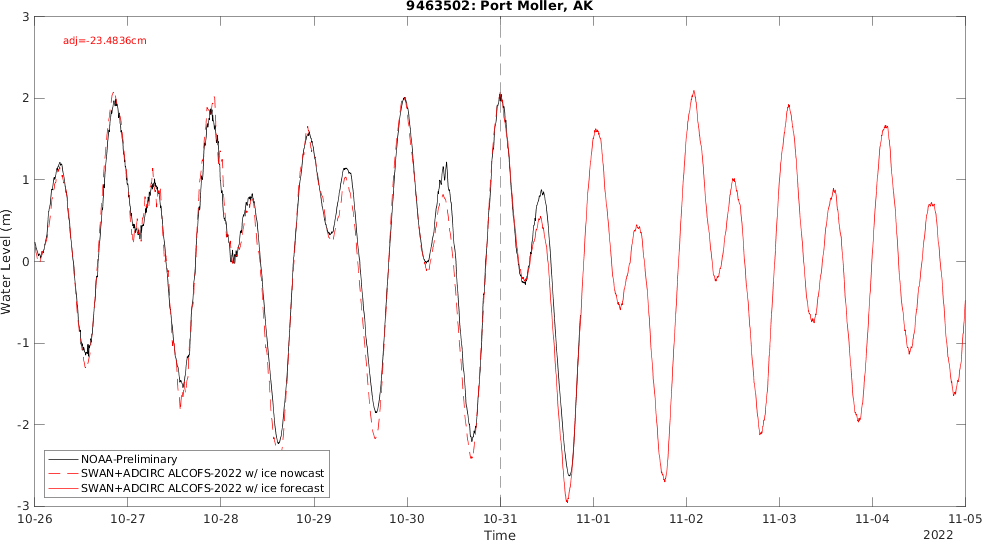 9463502: Port Moller, AK
adj=-23.4836cm
3
2
1
0
-1
-2
-3
Water Level (m)
NOAA-Preliminary
SWAN+ADCIRC ALCOFS-2022 w/ ice nowcast
SWAN+ADCIRC ALCOFS-2022 w/ ice forecast
10-26 10-27 10-28 10-29 10-30 10-31 11-01 11-02 11-03 11-04 11-05
Time
2022